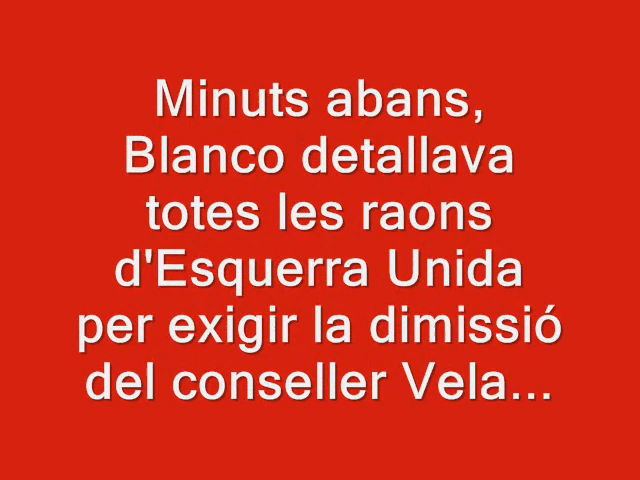 Minuts abans,
Blanco detallava
totes les raons
d'Esquerra Unida
per exigir la dimissió
del conseller Vela...